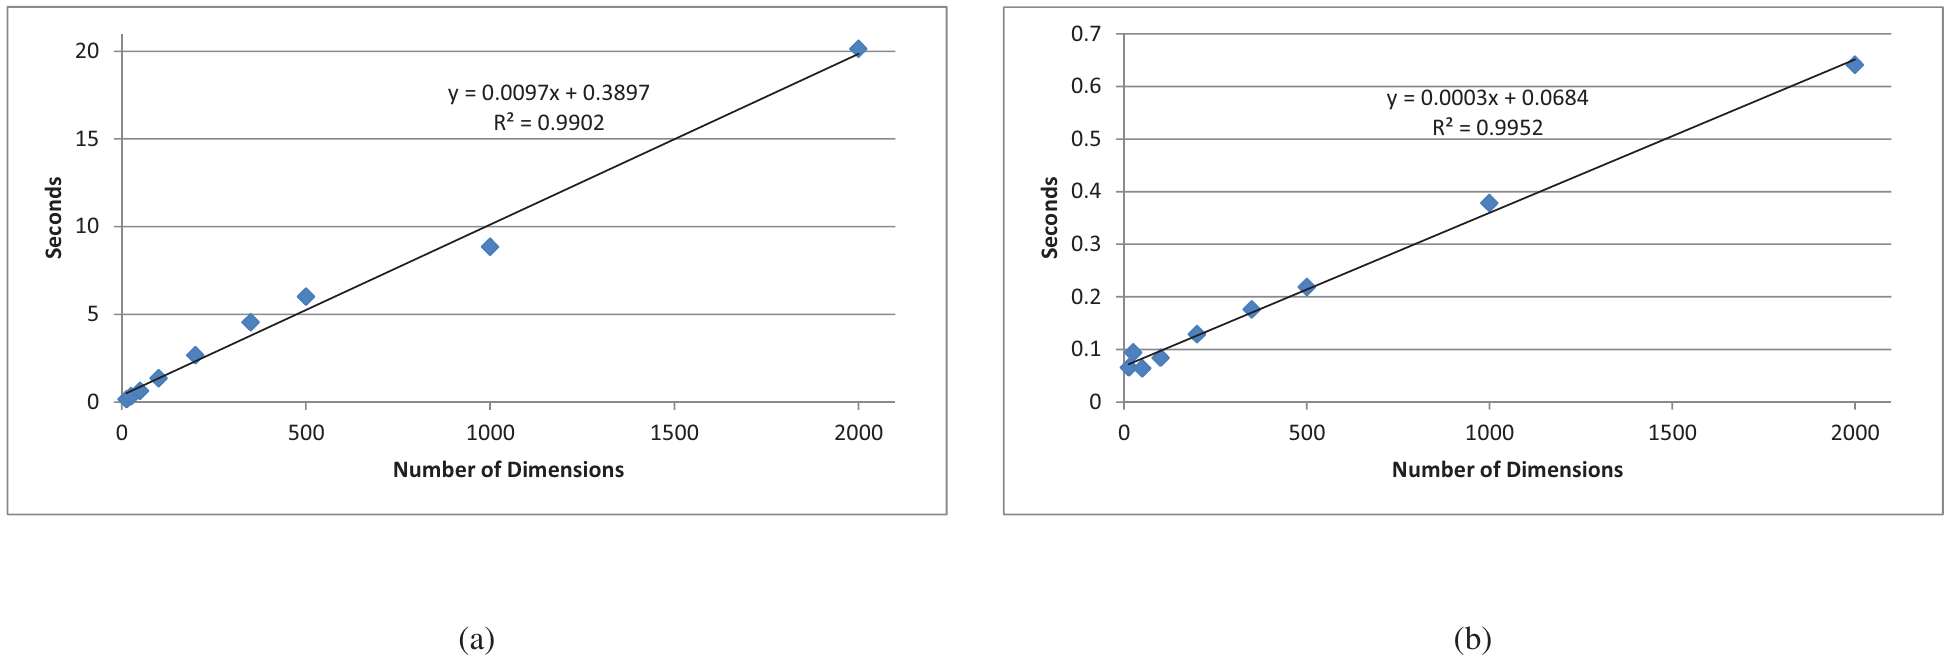 20
15
10
5
0
Seconds
y = 0.0097x + 0.3897
R² = 0.9902
0 500 1000 1500 2000
Number of Dimensions
(a)
0.7
0.6
0.5
0.4
0.3
0.2
0.1
0
Seconds
y = 0.0003x + 0.0684
R² = 0.9952
0 500 1000 1500 2000
Number of Dimensions
(b)